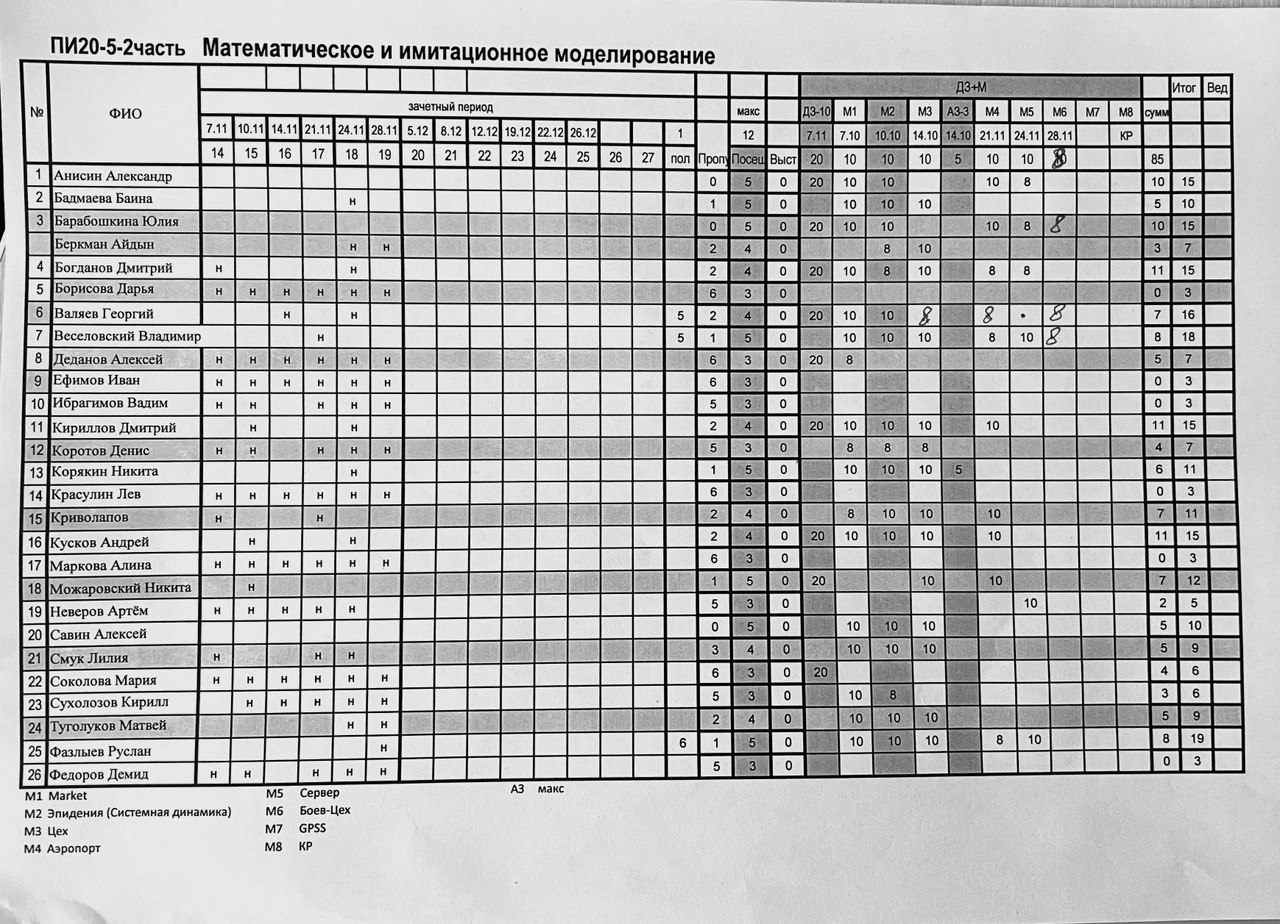 ПИ20-5-2часть Математическое и имитационное моделирование
ДЗ+М Итог Вед
№ ФИО зачетный период макс ДЗ-10 М1 М2 М3 АЗ-3 М4 М5 М6 М7 М8 сумм
7.11 10.11 14.11 21.11 24.11 28.11 5.12 8.12 12.12 19.12 22.12 26.12 1 12 7.11 7.10 10.10 14.10 14.10 21.11 24.11 28.11 КР
14 15 16 17 18 19 20 21 22 23 24 25 26 27 пол Пропу Посещ Выст 20 10 10 10 5 10 10 85
1 Анисин Александр 0 5 0 20 10 10 10 8 10 15
2 Бадмаева Баина н 1 5 0 10 10 10 5 10
3 Барабошкина Юлия 0 5 0 20 10 10 10 8 8 10 15
Беркман Айдын н н 2 4 0 8 10 3 7
4 Богданов Дмитрий н н 2 4 0 20 10 8 10 8 8 11 15
5 Борисова Дарья н н н н н н 6 3 0 0 3
6 Валяев Георгий н н 5 2 4 0 20 10 10 8 8 • 8 7 16
7 Веселовский Владимир н 5 1 5 0 10 10 10 8 10 8 8 18
8 Деданов Алексей н н н н н н 6 3 0 20 8 5 7
9 Ефимов Иван н н н н н н 6 3 0 0 3
10 Ибрагимов Вадим н н н н н 5 3 0 0 3
11 Кириллов Дмитрий н н 2 4 0 20 10 10 10 10 11 15
12 Коротов Денис н н н н н 5 3 0 8 8 8 4 7
13 Корякин Никита н 1 5 0 10 10 10 5 6 11
14 Красулин Лев н н н н н н 6 3 0 0 3
15 Криволапов н н 2 4 0 8 10 10 10 7 11
16 Кусков Андрей н н 2 4 0 20 10 10 10 10 11 15
17 Маркова Алина н н н н н н 6 3 0 0 3
18 Можаровский Никита н 1 5 0 20 10 10 7 12
19 Неверов Артём н н н н н 5 3 0 10 2 5
20 Савин Алексей 0 5 0 10 10 10 5 10
21 Смук Лилия н н н 3 4 0 10 10 10 5 9
22 Соколова Мария н н н н н н 6 3 0 20 4 6
23 Сухолозов Кирилл н н н н н 5 3 0 10 8 3 6
24 Туголуков Матвей н н 2 4 0 10 10 10 5 9
25 Фазлыев Руслан н 6 1 5 0 10 10 10 8 10 8 19
26 Федоров Демид н н н н н 5 3 0 0 3
М1 Market М5 Сервер АЗ макс
М2 Эпидения (Системная динамика) М6 Боев-Цех
М3 Цех М7 GPSS
М4 Аэропорт М8 КР